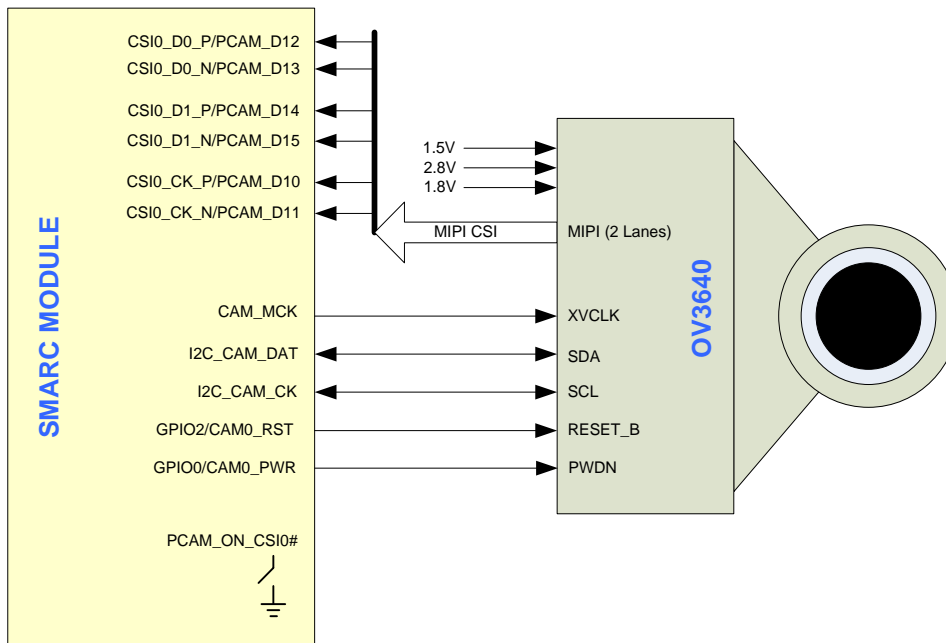 SMARC MODULE
CSI0_D0_P/PCAM_D12
CSI0_D0_N/PCAM_D13
CSI0_D1_P/PCAM_D14
CSI0_D1_N/PCAM_D15
CSI0_CK_P/PCAM_D10
CSI0_CK_N/PCAM_D11
CAM_MCK
I2C_CAM_DAT
I2C_CAM_CK
GPIO2/CAM0_RST
GPIO0/CAM0_PWR
PCAM_ON_CSI0#
1.5V
2.8V
1.8V
MIPI CSI
MIPI (2 Lanes)
XVCLK
SDA
SCL
RESET_B
PWDN
OV3640